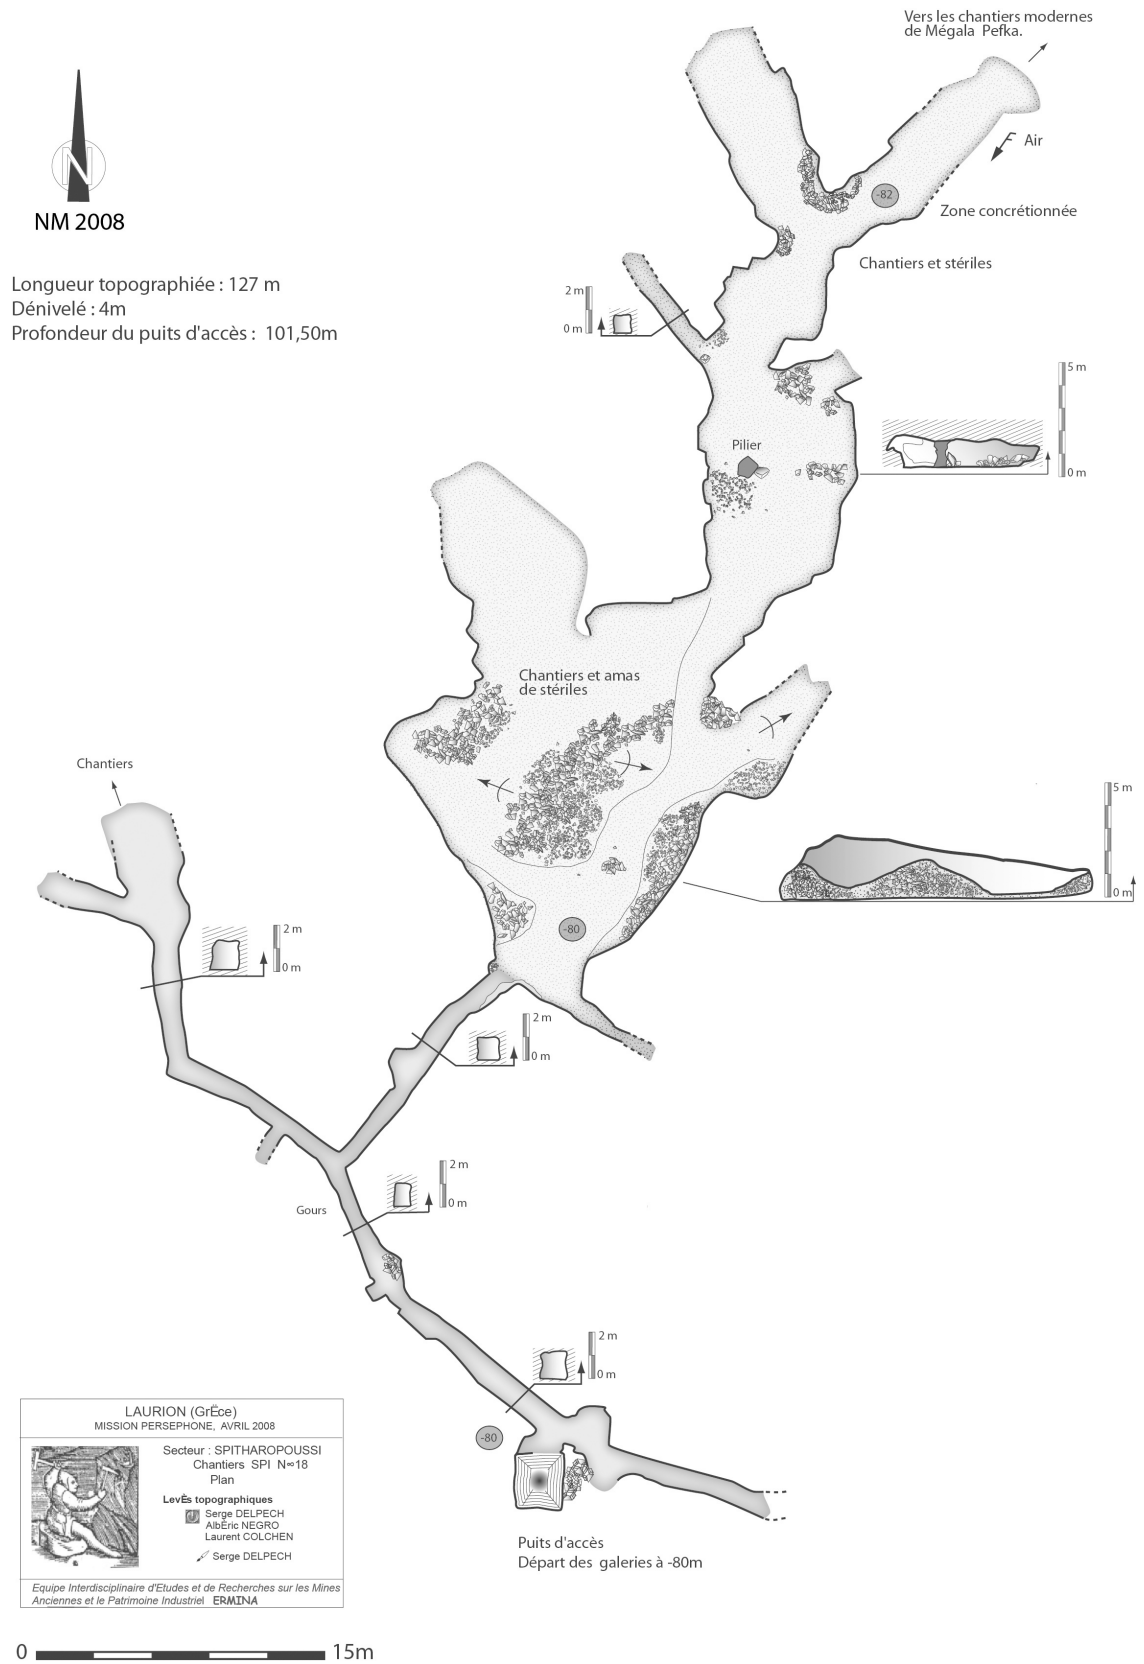 Vers les chantiers modernes
de Mégala Pefka.
Air
N
NM 2008
-82
Zone concrétionnée
Chantiers et stériles
Longueur topographiée : 127 m
Dénivelé : 4m
Profondeur du puits d'accès : 101,50m
2 m
0 m
5 m
0 m
Pilier
Chantiers et amas
de stériles
Chantiers
5 m
0 m
-80
2 m
0 m
2 m
0 m
2 m
0 m
Gours
2 m
0 m
-80
Puits d'accès
Départ des galeries à -80m
LAURION (GrËce)
MISSION PERSEPHONE, AVRIL 2008
Secteur : SPITHAROPOUSSI
Chantiers SPI N∞18
Plan
LevÈs topographiques
Serge DELPECH
AlbÈric NEGRO
Laurent COLCHEN
Serge DELPECH
Equipe Interdisciplinaire d'Etudes et de Recherches sur les Mines
Anciennes et le Patrimoine Industriel ERMINA
0 15m